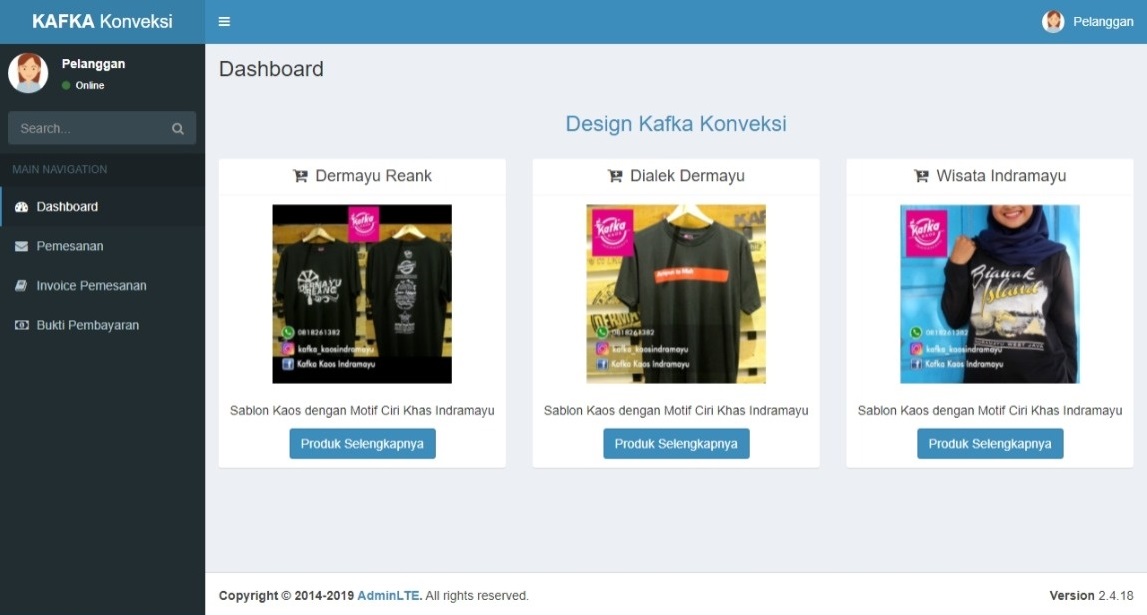 KAFKA Konveksi
Pelanggan
Pelanggan
Online
Search...
MAIN NAVIGATION
Dashboard
Pemesanan
Invoice Pemesanan
Bukti Pembayaran
Dashboard
Design Kafka Konveksi
Dermayu Reank
Kafka
DERMAYU
REANG
0818261382
kafka_kaosindramayu
Kafka Kaos Indramayu
Sablon Kaos dengan Motif Ciri Khas Indramayu
Produk Selengkapnya
Dialek Dermayu
Kafka
0818261382
kafka_kaosindramayu
Kafka Kaos Indramayu
Sablon Kaos dengan Motif Ciri Khas Indramayu
Produk Selengkapnya
Wisata Indramayu
Kafka
Biawak
Island
0818261382
kafka_kaosindramayu
Kafka Kaos Indramayu
Sablon Kaos dengan Motif Ciri Khas Indramayu
Produk Selengkapnya
Copyright © 2014-2019 AdminLTE. All rights reserved.
Version 2.4.18